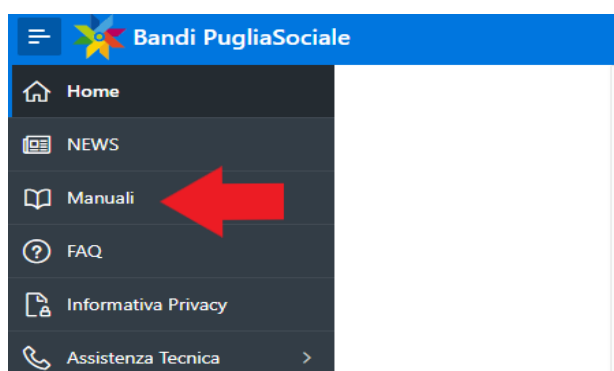 Bandi PugliaSociale
Home
NEWS
Manuali
FAQ
Informativa Privacy
Assistenza Tecnica